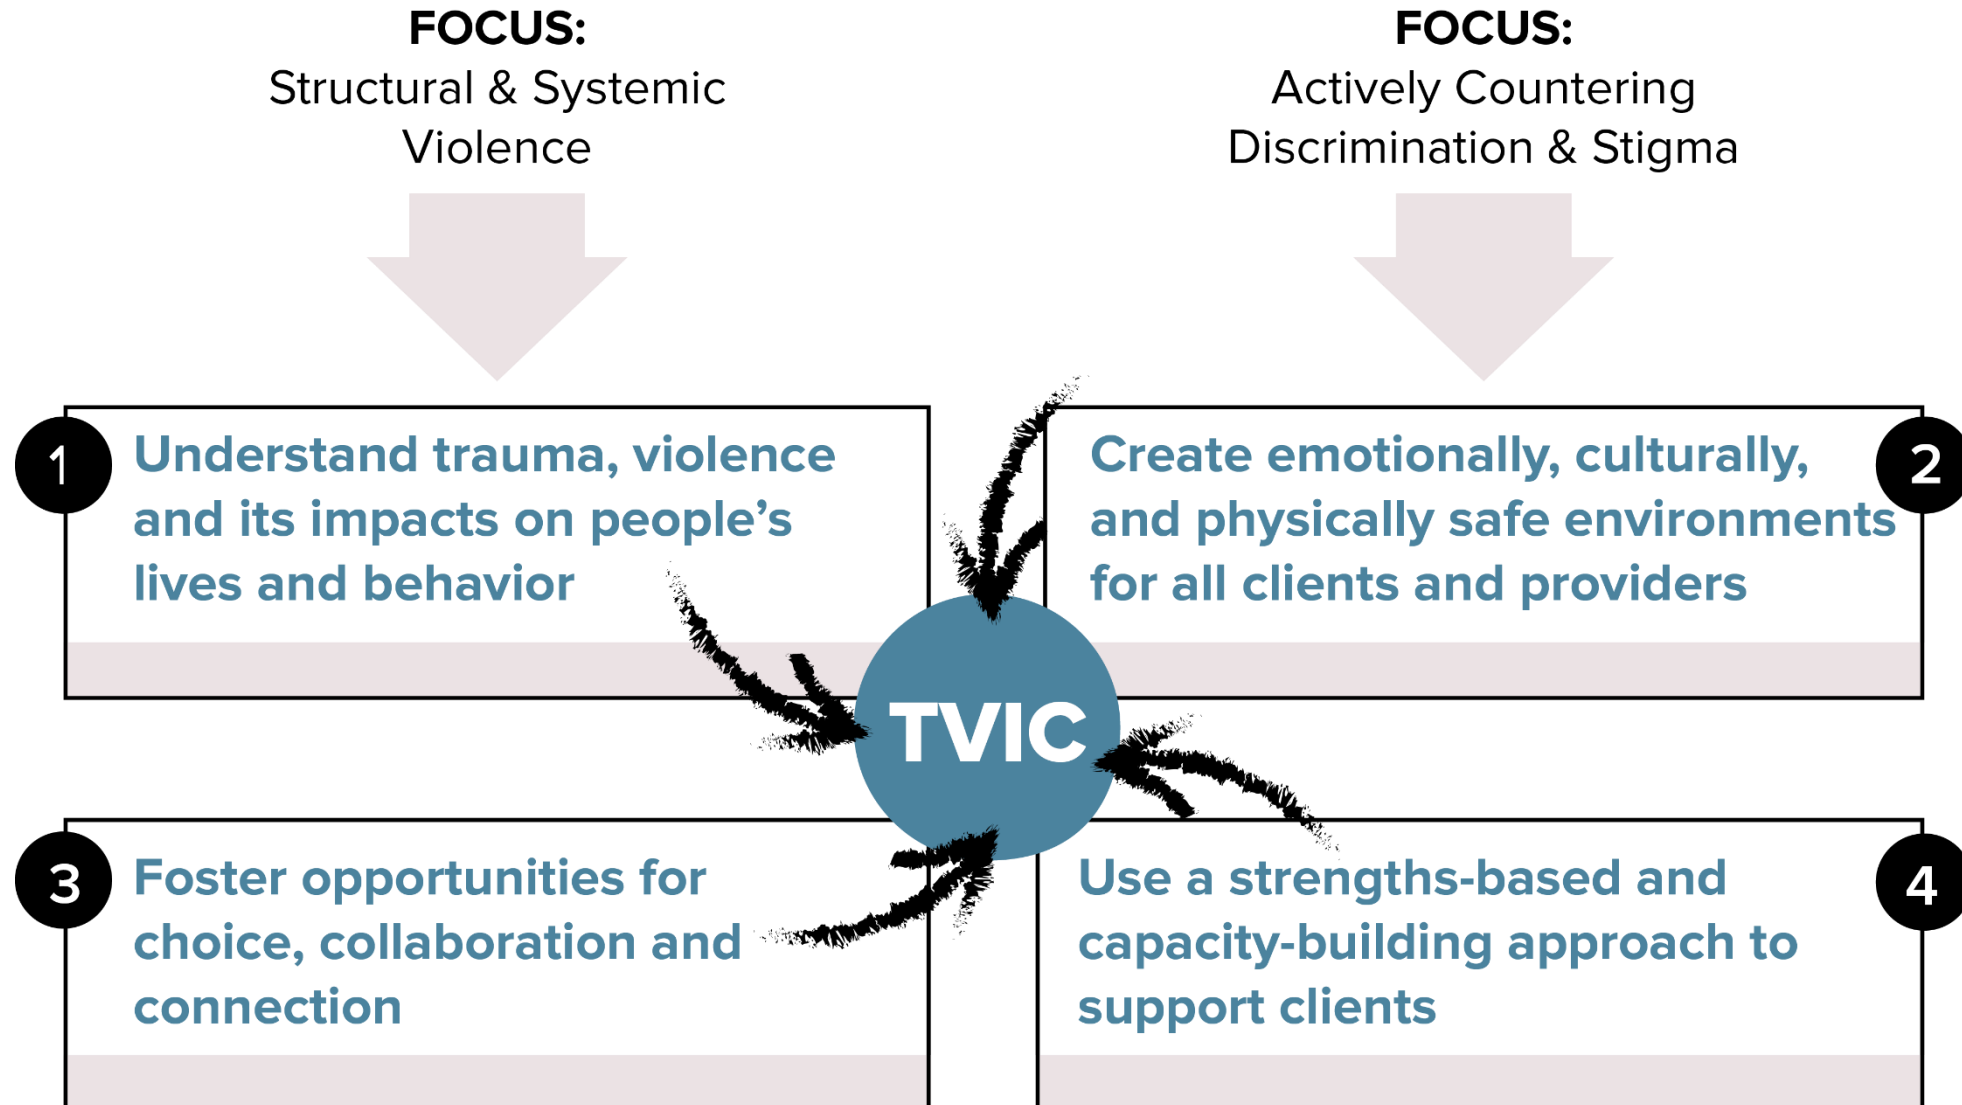 FOCUS:
Structural & Systemic
Violence
FOCUS:
Actively Countering
Discrimination & Stigma
1
Understand trauma, violence
and its impacts on people’s
lives and behavior
2
Create emotionally, culturally,
and physically safe environments
for all clients and providers
TVIC
3
Foster opportunities for
choice, collaboration and
connection
4
Use a strengths-based and
capacity-building approach to
support clients